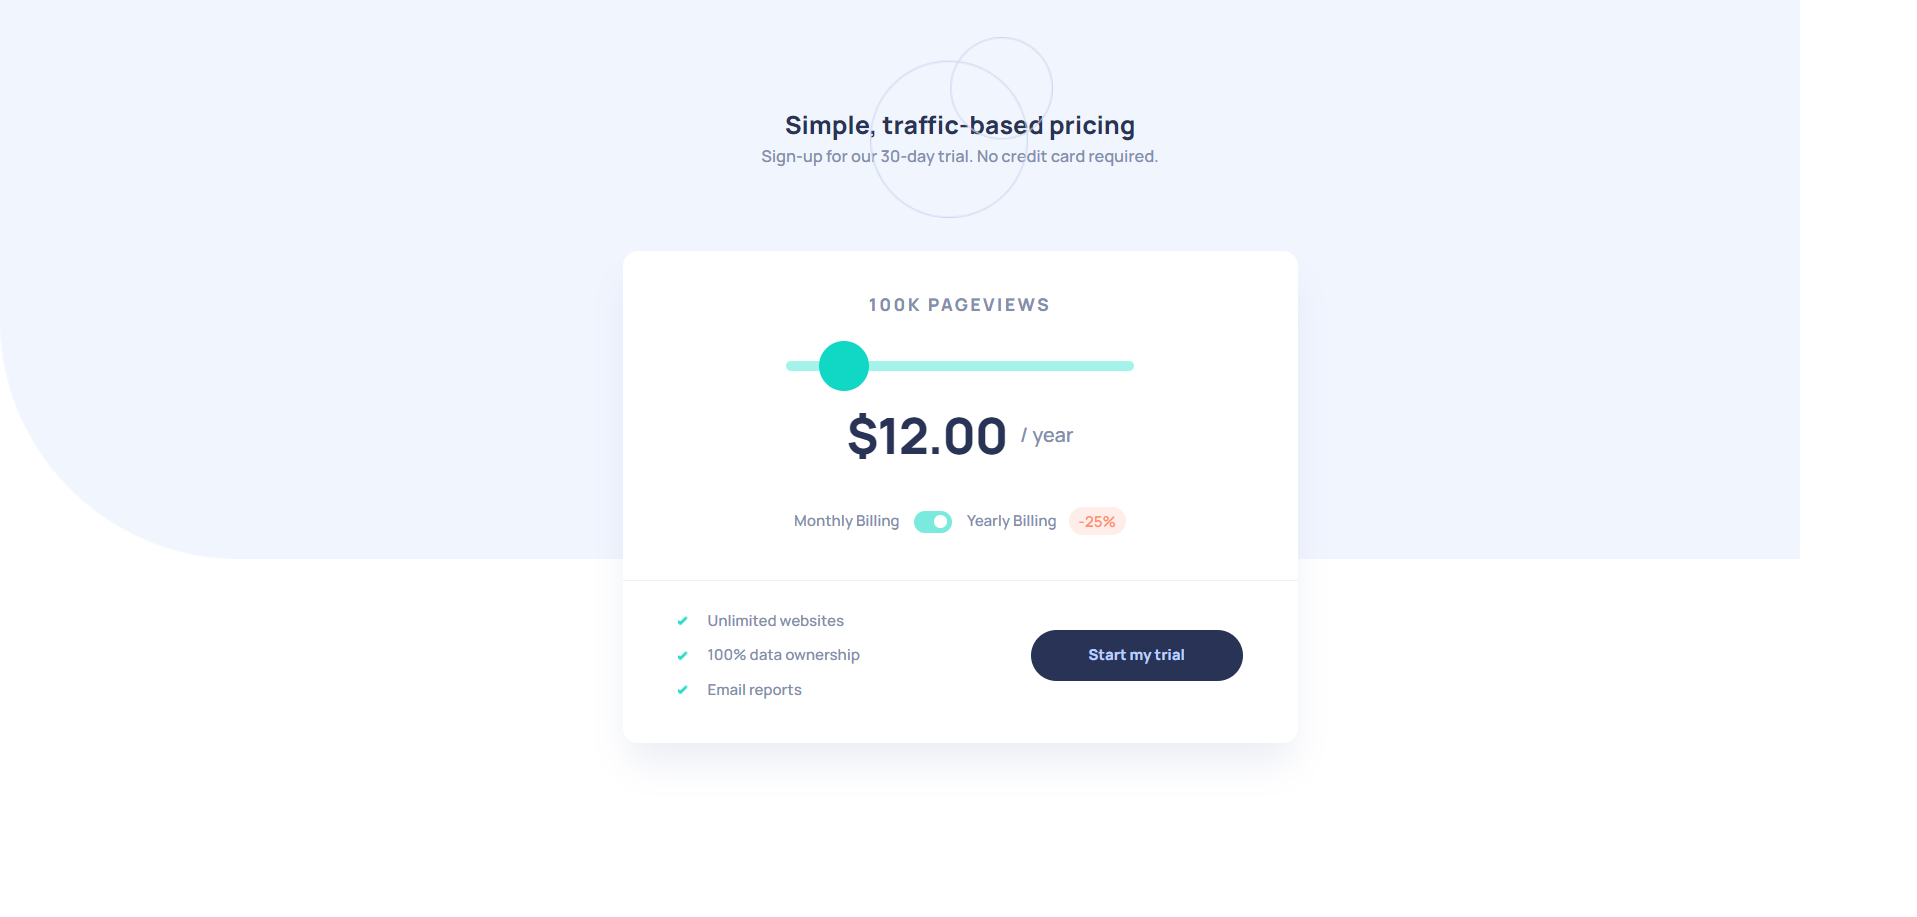 Simple, traffic-based pricing
Sign-up for our 30-day trial. No credit card required.
100K PAGEVIEWS
$12.00 / year
Monthly Billing Yearly Billing -25%
Unlimited websites
100% data ownership
Start my trial
Email reports